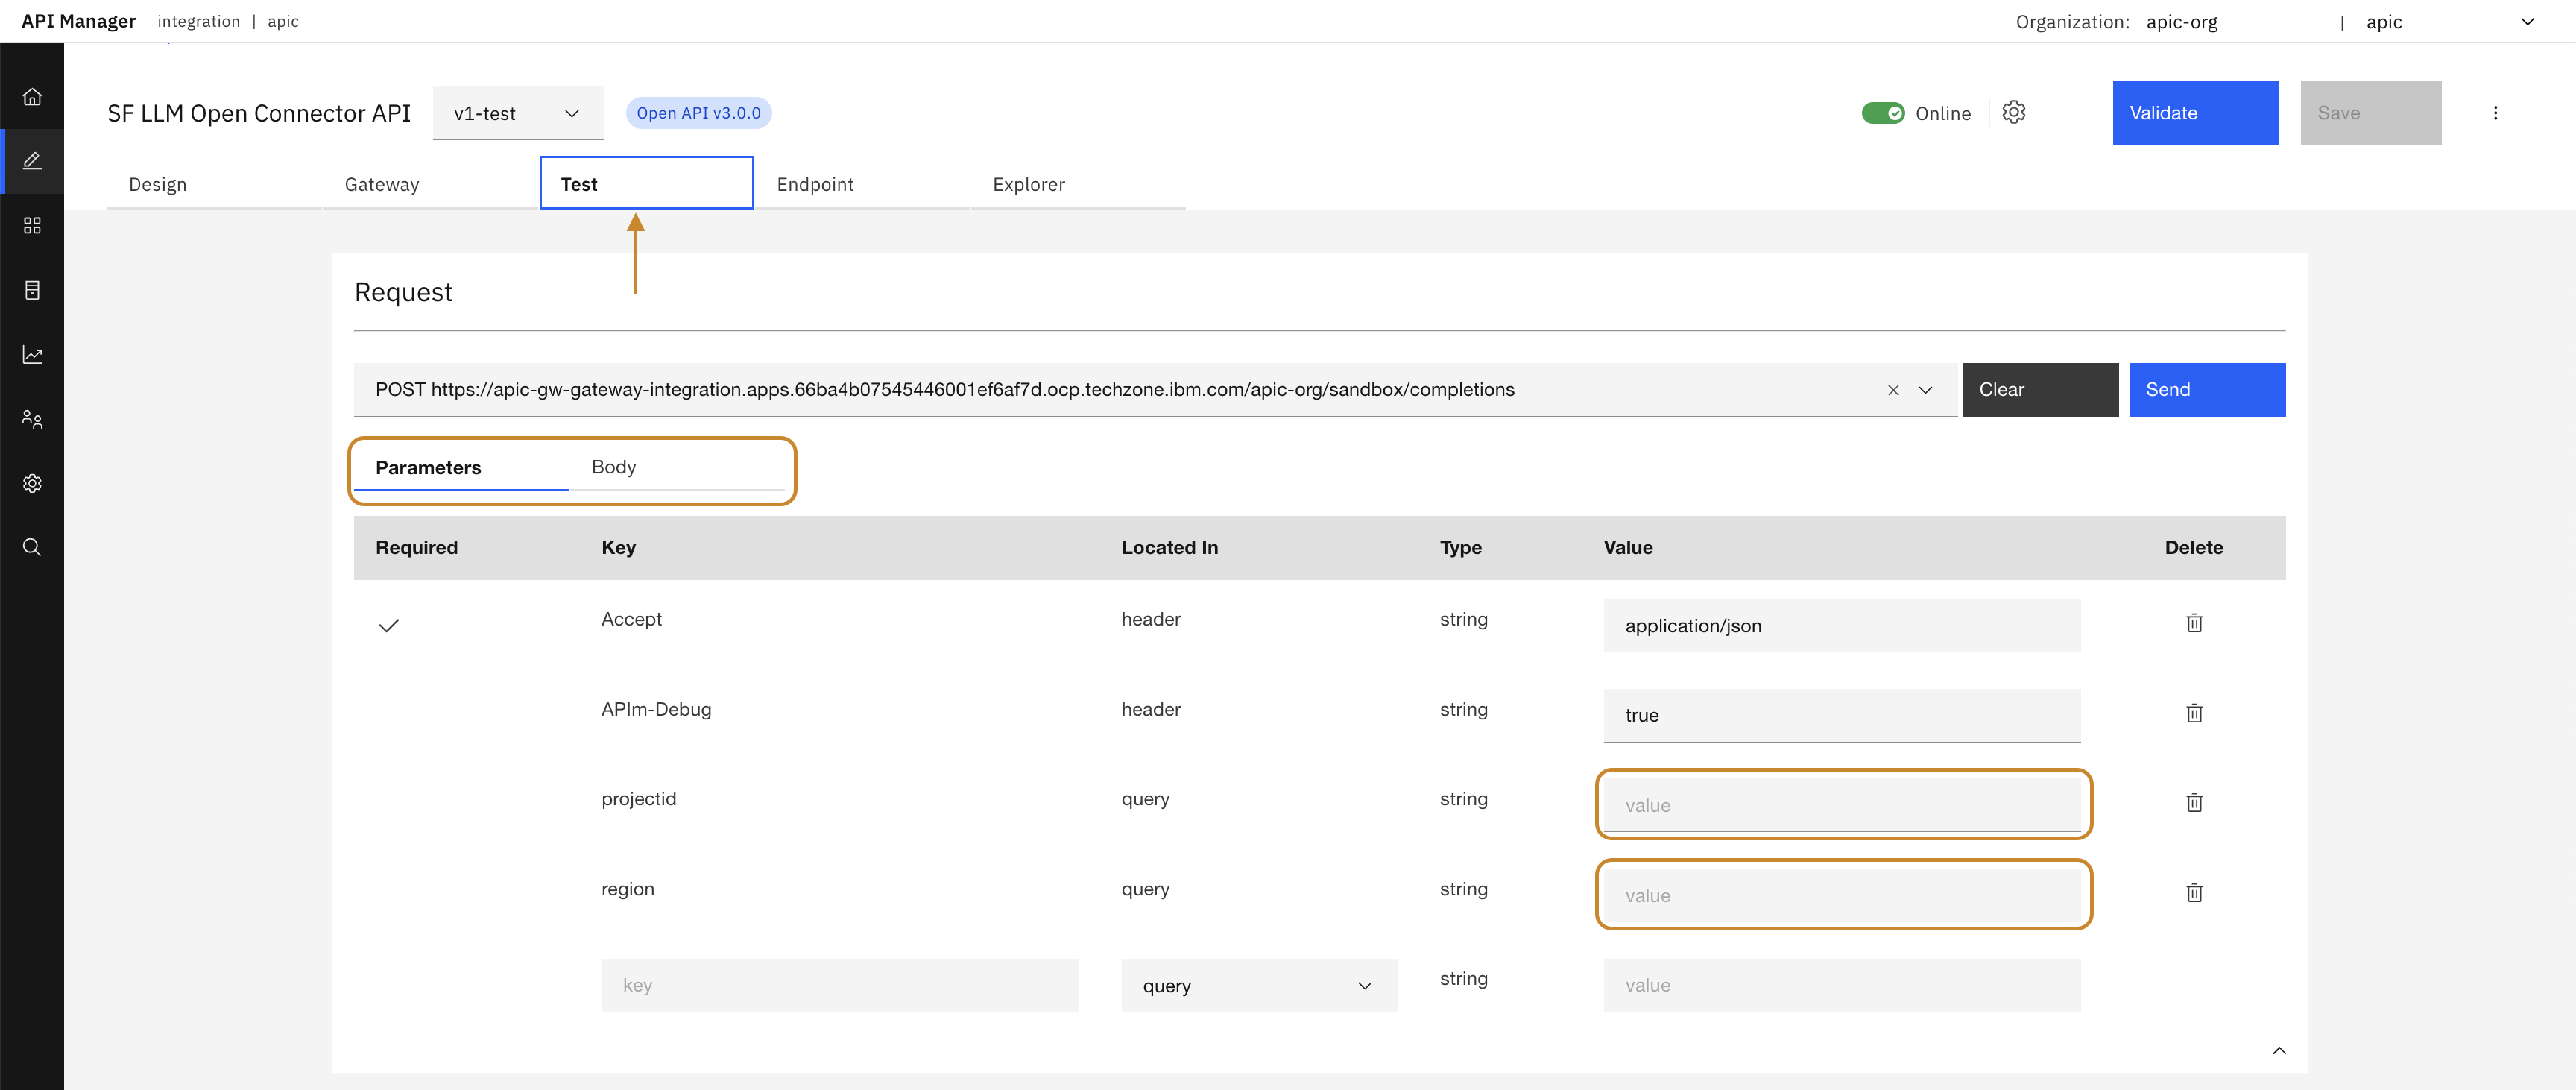 API Manager integration | apic Organization: apic-org | apic
SF LLM Open Connector API v1-test Open API v3.0.0 Online Validate Save
Design Gateway Test Endpoint Explorer
Request
POST https://apic-gw-gateway-integration.apps.66ba4b07545446001ef6af7d.ocp.techzone.ibm.com/apic-org/sandbox/completions Clear Send
Parameters Body
Required Key Located In Type Value Delete
Accept header string application/json
APIm-Debug header string true
projectid query string value
region query string value
key query string value